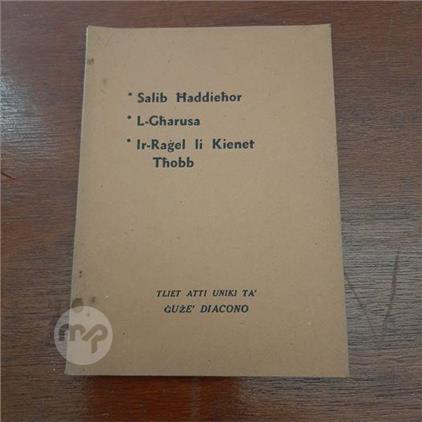 * Salib Ħaddieħor
* L-Għarusa
* Ir-Raġel li Kienet
Tħobb
TLIET ATTI UNIKI TA'
ĠUŻE' DIACONO
mp